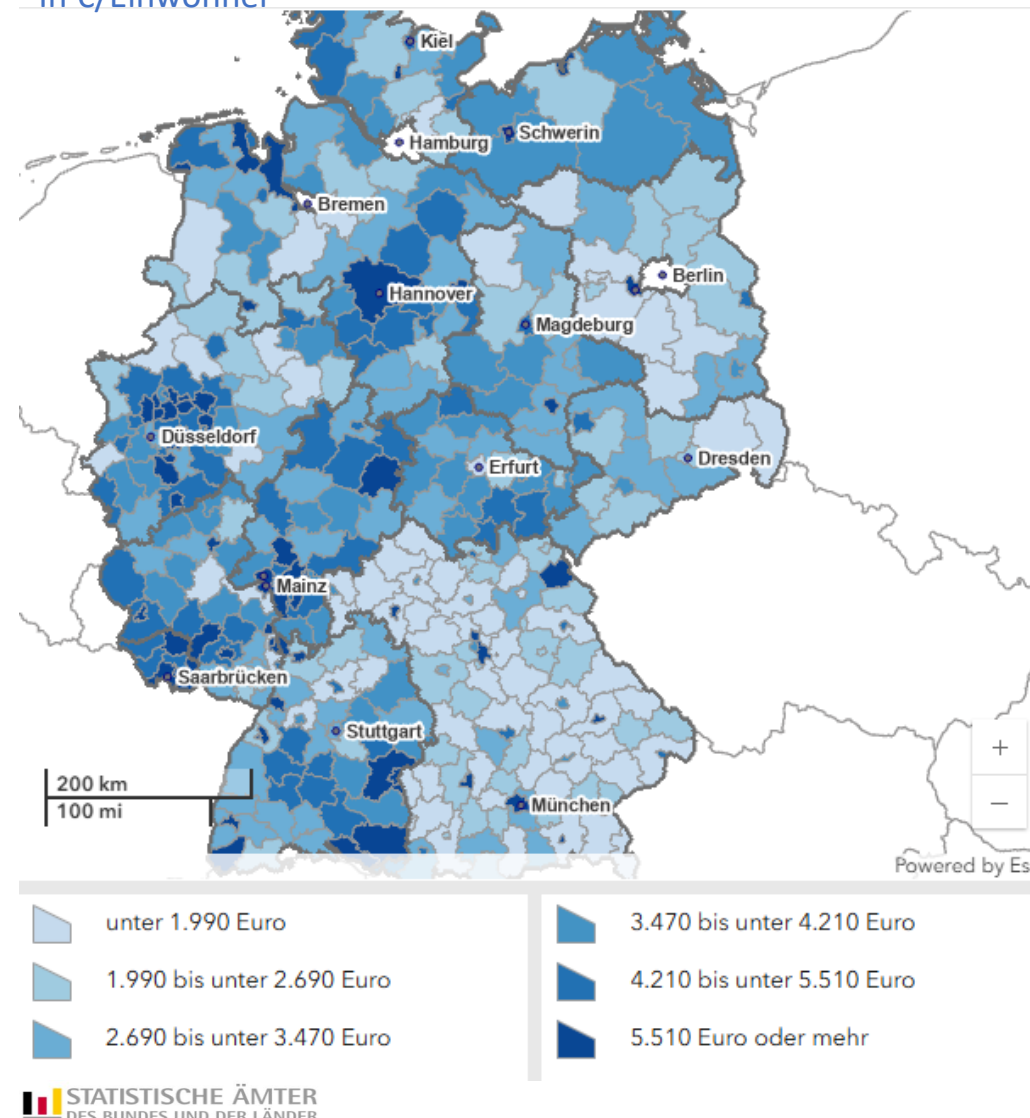 in €/Einwohner
Kiel
Schwerin
Hamburg
Bremen
Berlin
Hannover
Magdeburg
Düsseldorf
Erfurt
Dresden
Mainz
Saarbrücken
Stuttgart
200 km
100 mi
München
+
−
Powered by Es
unter 1.990 Euro
1.990 bis unter 2.690 Euro
2.690 bis unter 3.470 Euro
3.470 bis unter 4.210 Euro
4.210 bis unter 5.510 Euro
5.510 Euro oder mehr
STATISTISCHE ÄMTER
DES BUNDES UND DER LÄNDER